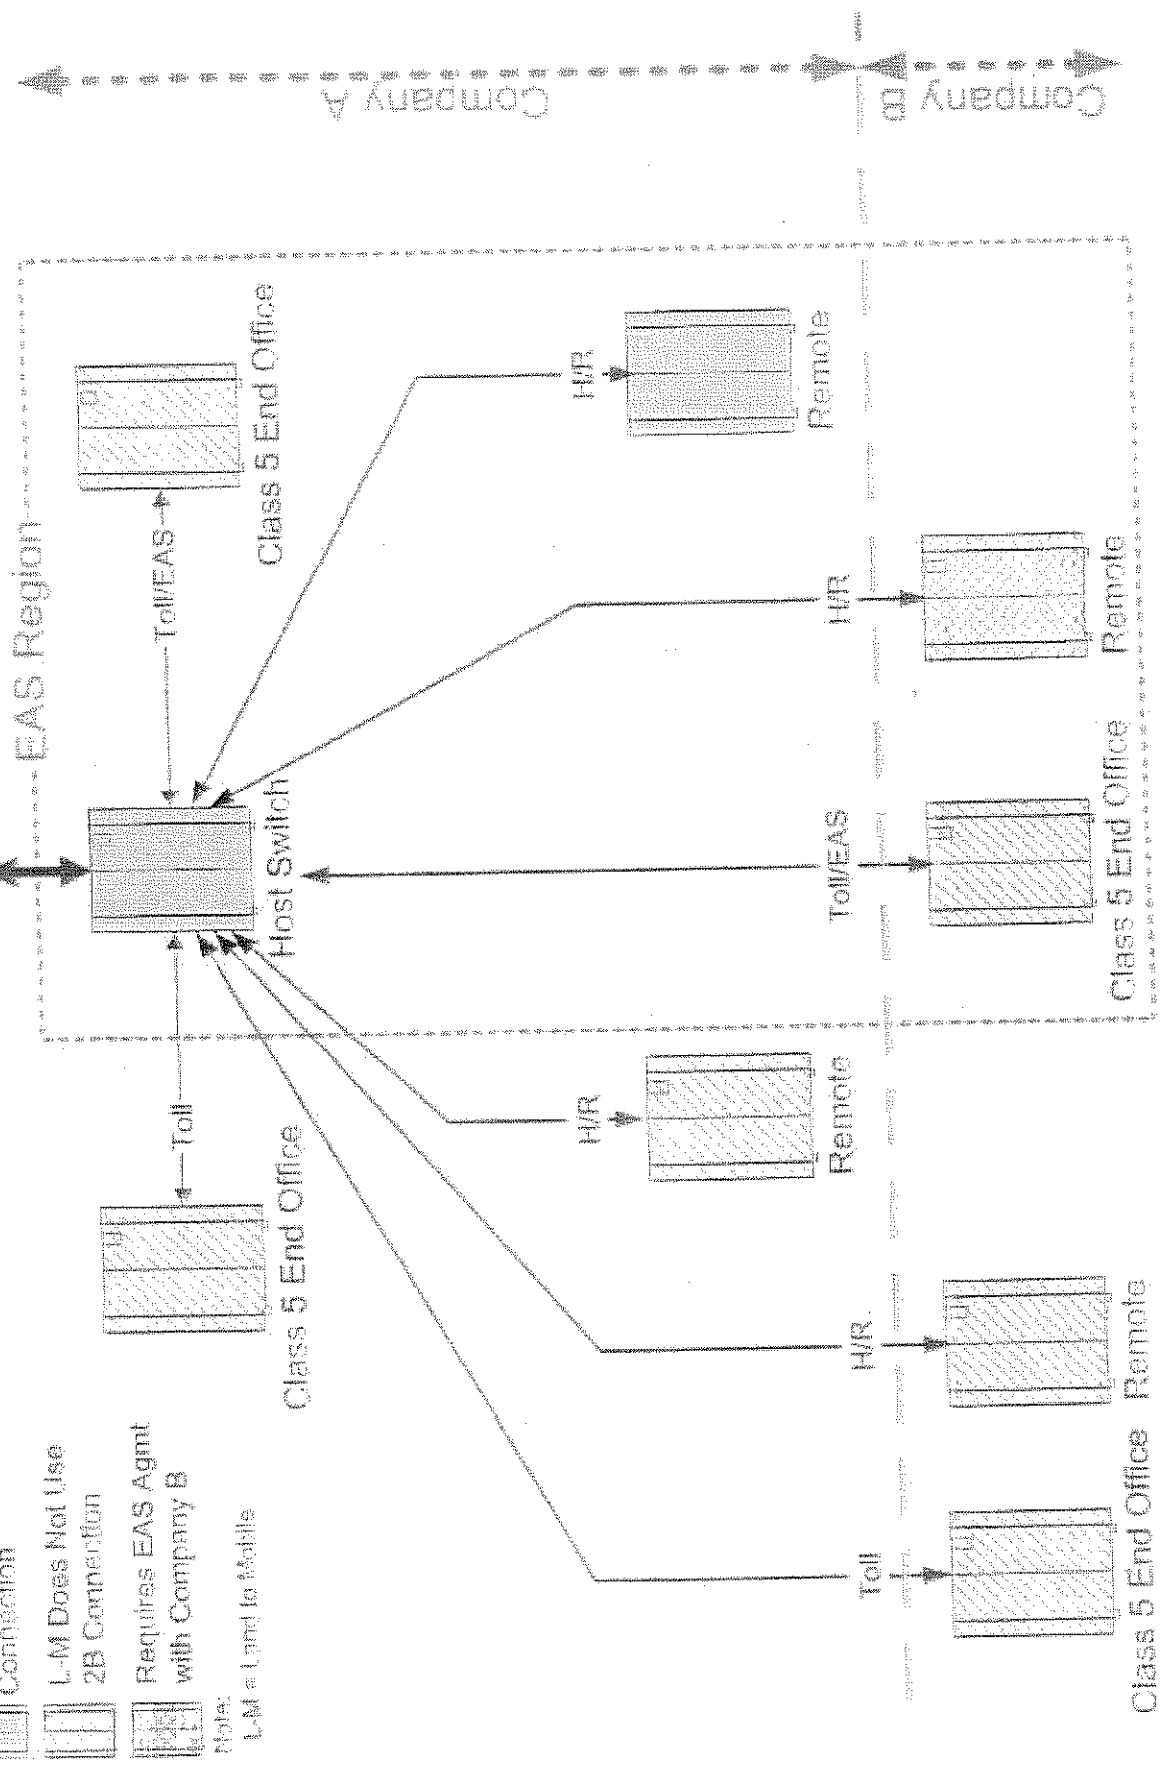 Connection
L-M Does Not Use
2B Connection
Requires EAS Agmt
with Company B
Note:
L-M = Land to Mobile
EAS Region
Class 5 End Office
Toll
Host Switch
Toll/EAS
Class 5 End Office
H/R
Remote
H/R
Remote
Toll
Class 5 End Office
H/R
Remote
Toll/EAS
Class 5 End Office
H/R
Remote
Company A
Company B